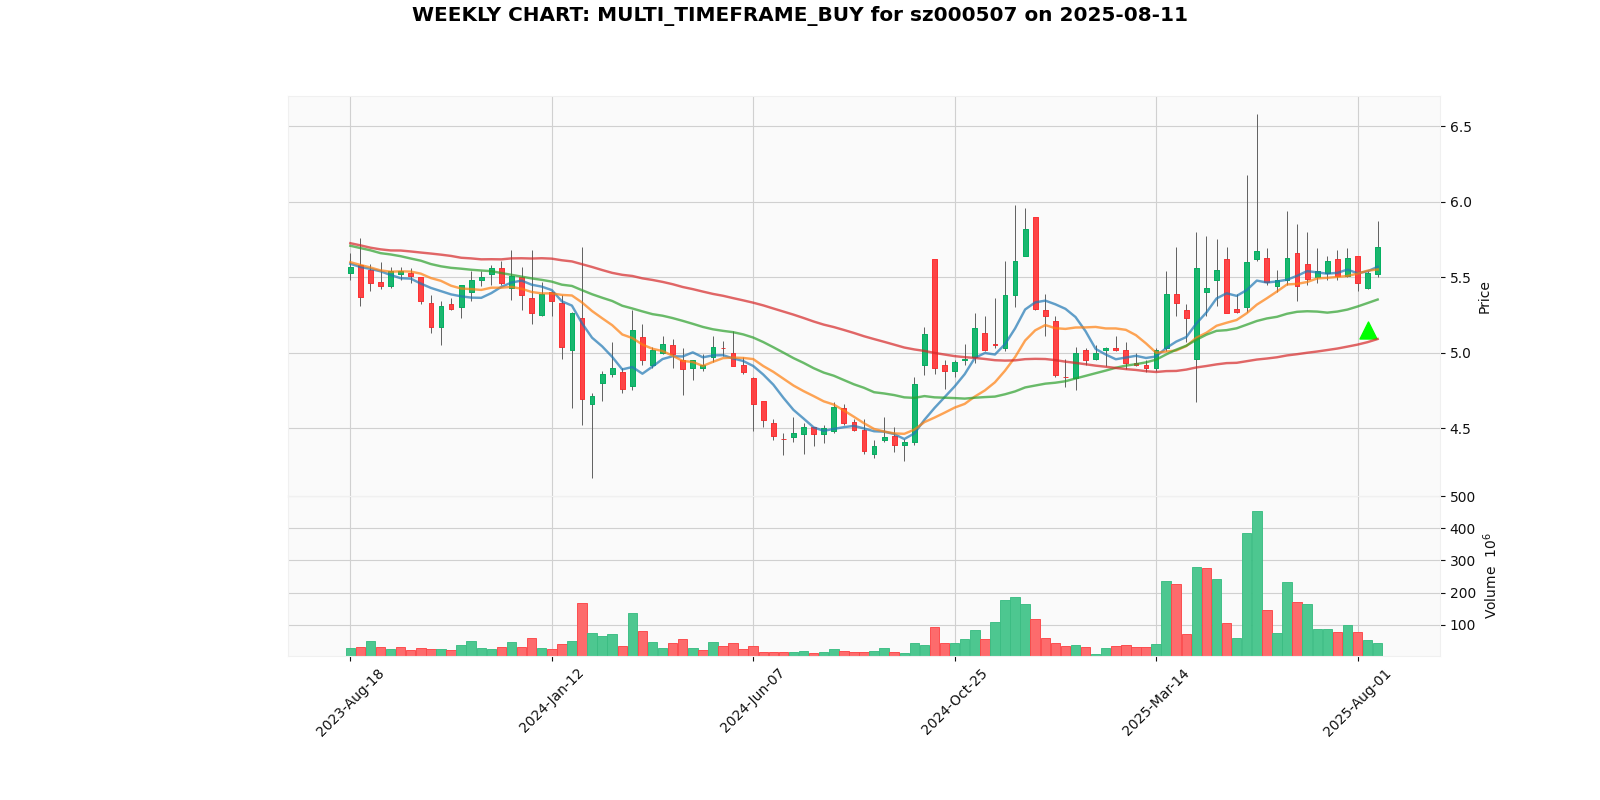 WEEKLY CHART: MULTI_TIMEFRAME_BUY for sz000507 on 2025-08-11
6.5
6.0
5.5
5.0
4.5
Price
500
400
300
200
100
Volume 10⁶
2023-Aug-18
2024-Jan-12
2024-Jun-07
2024-Oct-25
2025-Mar-14
2025-Aug-01